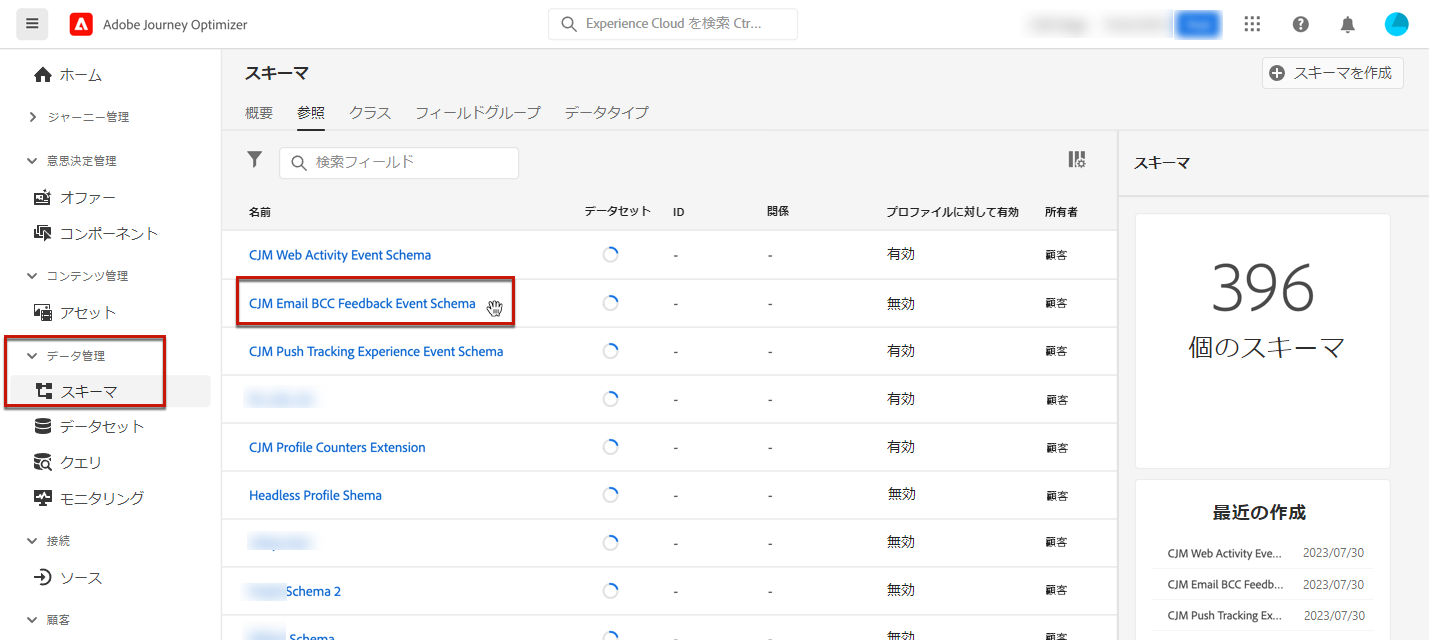 Adobe Journey Optimizer
Experience Cloud を検索 Ctr...
ホーム
ジャーニー管理
意思決定管理
オファー
コンポーネント
コンテンツ管理
アセット
データ管理
スキーマ
データセット
クエリ
モニタリング
接続
ソース
顧客
スキーマ
スキーマを作成
概要 参照 クラス フィールドグループ データタイプ
検索フィールド
名前 データセット ID 関係 プロファイルに対して有効 所有者
CJM Web Activity Event Schema - - 有効 顧客
CJM Email BCC Feedback Event Schema - - 無効 顧客
CJM Push Tracking Experience Event Schema - - 有効 顧客
- - 有効 顧客
CJM Profile Counters Extension - - 有効 顧客
Headless Profile Shema - - 無効 顧客
- - 無効 顧客
Schema 2 - - 無効 顧客
Schema - - 無効 顧客
スキーマ
396
個のスキーマ
最近の作成
CJM Web Activity Eve... 2023/07/30
CJM Email BCC Feedb... 2023/07/30
CJM Push Tracking Ex... 2023/07/30